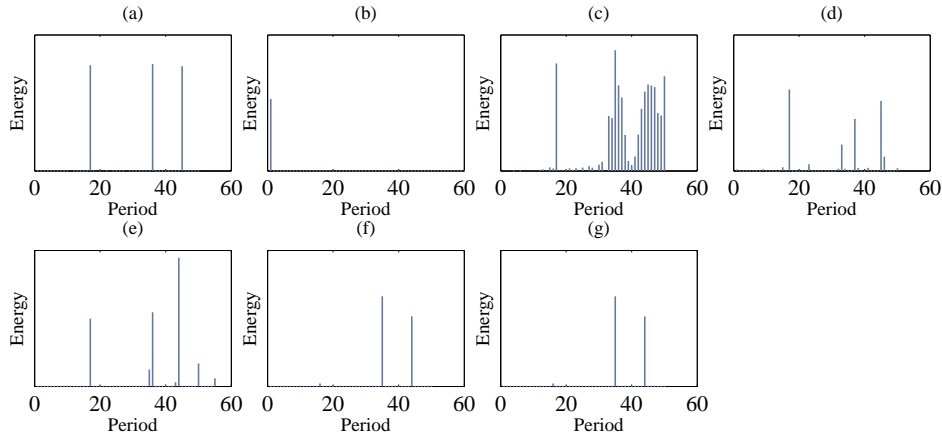 (a) (b) (c) (d)
Energy Energy Energy Energy
0 20 40 60 0 20 40 60 0 20 40 60 0 20 40 60
Period Period Period Period
(e) (f) (g)
Energy Energy Energy
0 20 40 60 0 20 40 60 0 20 40 60
Period Period Period